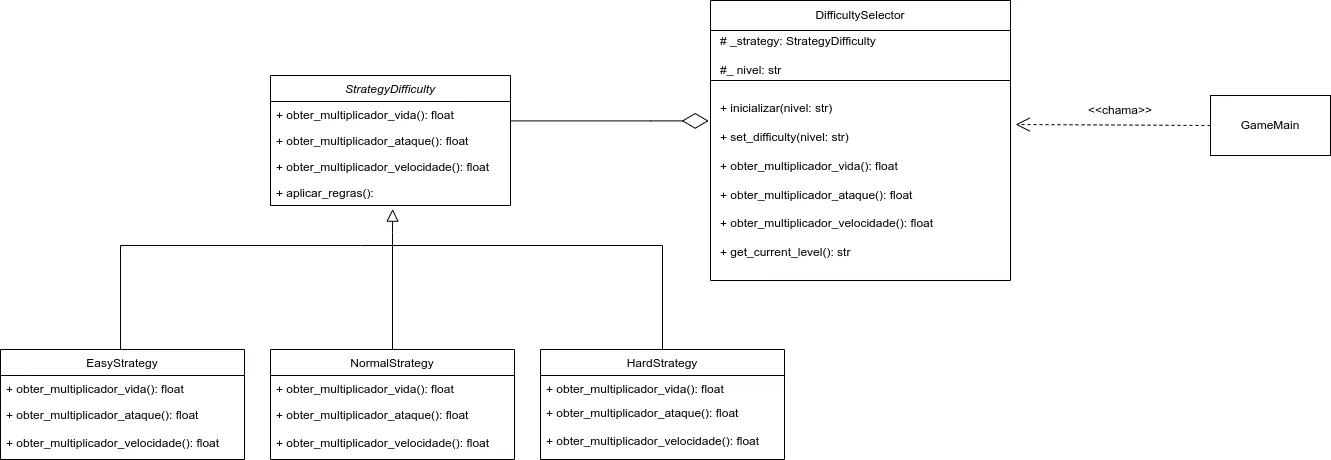 DifficultySelector
# _strategy: StrategyDifficulty
#_ nivel: str
+ inicializar(nivel: str)
+ set_difficulty(nivel: str)
+ obter_multiplicador_vida(): float
+ obter_multiplicador_ataque(): float
+ obter_multiplicador_velocidade(): float
+ get_current_level(): str
StrategyDifficulty
+ obter_multiplicador_vida(): float
+ obter_multiplicador_ataque(): float
+ obter_multiplicador_velocidade(): float
+ aplicar_regras():
<<chama>>
GameMain
EasyStrategy
+ obter_multiplicador_vida(): float
+ obter_multiplicador_ataque(): float
+ obter_multiplicador_velocidade(): float
NormalStrategy
+ obter_multiplicador_vida(): float
+ obter_multiplicador_ataque(): float
+ obter_multiplicador_velocidade(): float
HardStrategy
+ obter_multiplicador_vida(): float
+ obter_multiplicador_ataque(): float
+ obter_multiplicador_velocidade(): float